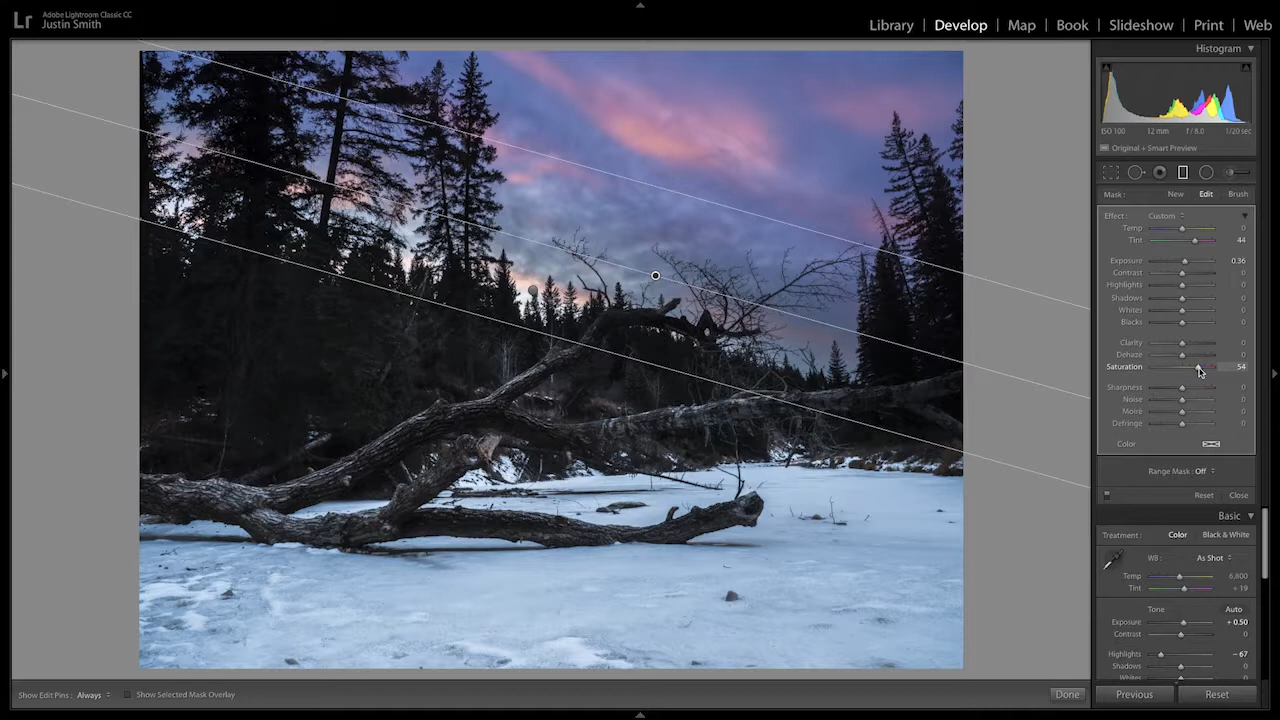 Lr Adobe Lightroom Classic CC
Justin Smith
Library | Develop | Map | Book | Slideshow | Print | Web
Histogram
ISO 100 12 mm f / 8.0 1/20 sec
Original + Smart Preview
Mask : New Edit Brush
Effect : Custom
Temp 0
Tint 44
Exposure 0.36
Contrast 0
Highlights 0
Shadows 0
Whites 0
Blacks 0
Clarity 0
Dehaze 0
Saturation 54
Sharpness 0
Noise 0
Moiré 0
Defringe 0
Color
Range Mask : Off
Reset Close
Basic
Treatment : Color Black & White
WB : As Shot
Temp 6,800
Tint + 19
Tone Auto
Exposure + 0.50
Contrast 0
Highlights − 67
Shadows 0
Whites
Show Edit Pins : Always Show Selected Mask Overlay
Done
Previous Reset